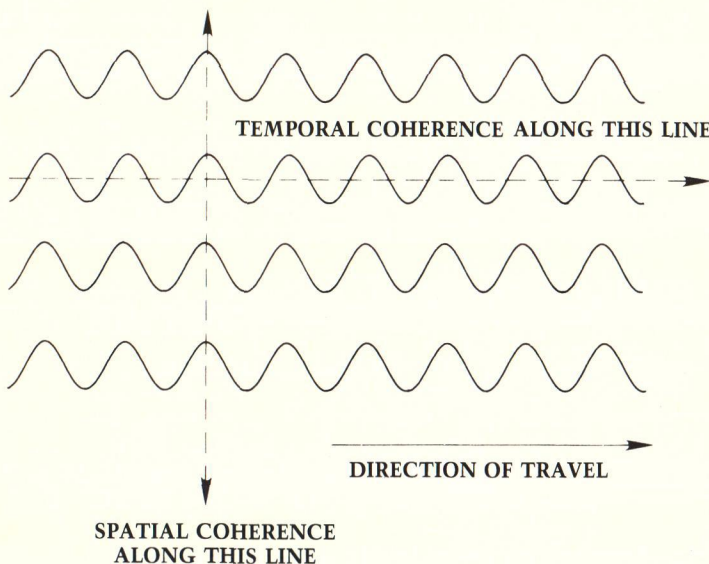 TEMPORAL COHERENCE ALONG THIS LINE
DIRECTION OF TRAVEL
SPATIAL COHERENCE
ALONG THIS LINE